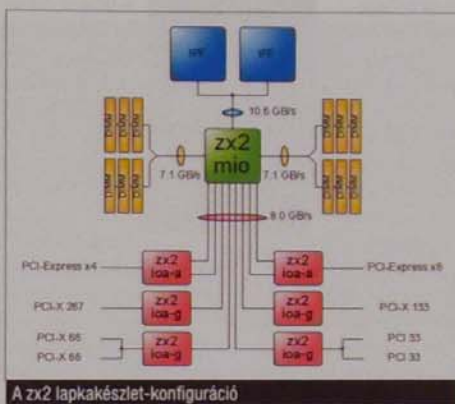 IPF IPF
10.6 GB/s
zx2
mio
7.1 GB/s 7.1 GB/s
8.0 GB/s
PCI-Express x4 zx2 ioa-a zx2 ioa-a PCI-Express x8
PCI-X 267 zx2 ioa-g zx2 ioa-g PCI-X 133
PCI-X 66 zx2 ioa-g zx2 ioa-g PCI 33
PCI-X 66 PCI 33
A zx2 lapkakészlet-konfiguráció